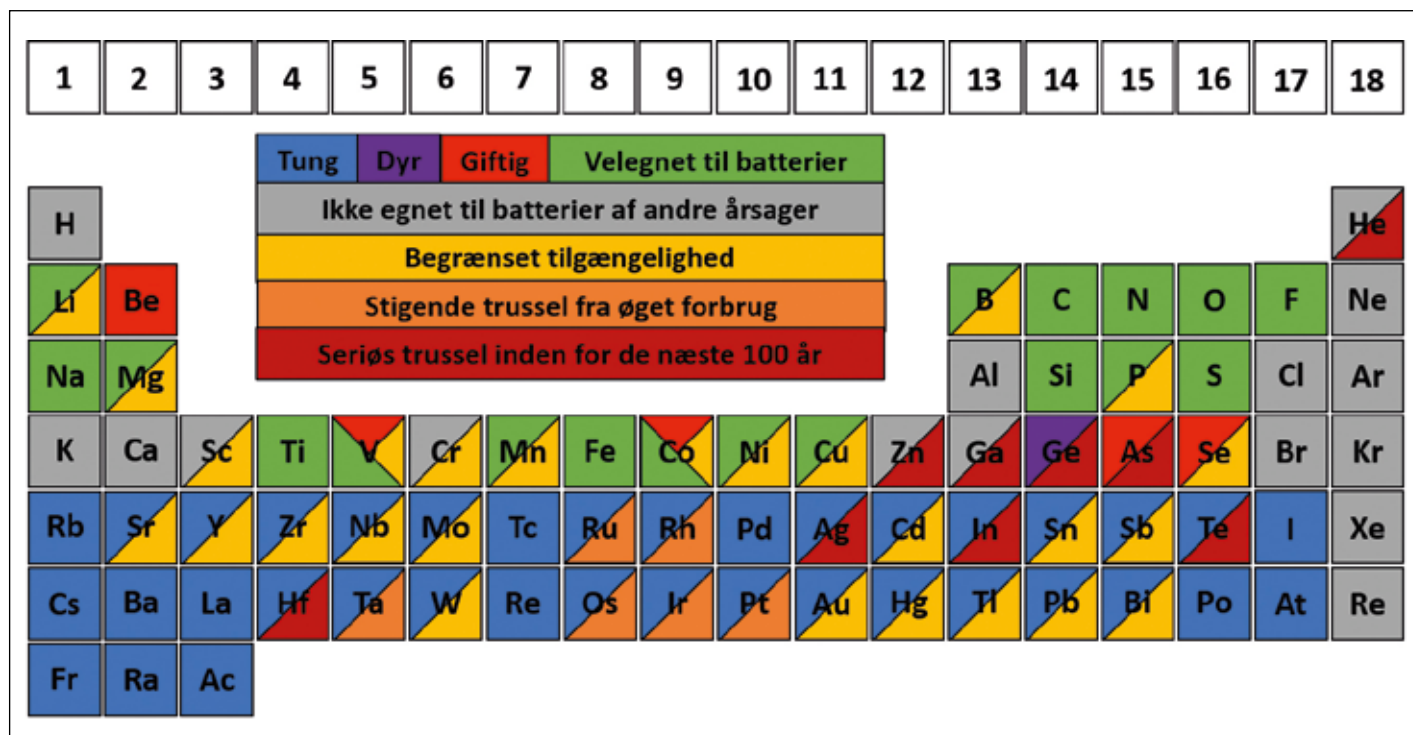 1 2 3 4 5 6 7 8 9 10 11 12 13 14 15 16 17 18
Tung Dyr Giftig Velegnet til batterier
Ikke egnet til batterier af andre årsager
Begrænset tilgængelighed
Stigende trussel fra øget forbrug
Seriøs trussel inden for de næste 100 år
H He
Li Be B C N O F Ne
Na Mg Al Si P S Cl Ar
K Ca Sc Ti V Cr Mn Fe Co Ni Cu Zn Ga Ge As Se Br Kr
Rb Sr Y Zr Nb Mo Tc Ru Rh Pd Ag Cd In Sn Sb Te I Xe
Cs Ba La Hf Ta W Re Os Ir Pt Au Hg Tl Pb Bi Po At Re
Fr Ra Ac